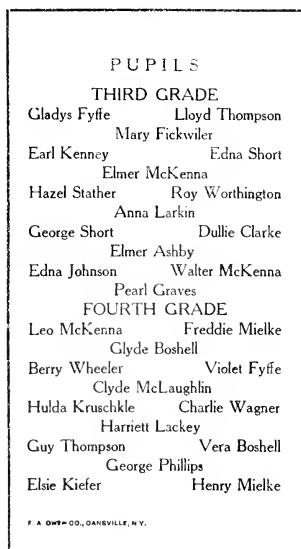 PUPILS
THIRD GRADE
Gladys Fyffe Lloyd Thompson
Mary Fickwiler
Earl Kenney Edna Short
Elmer McKenna
Hazel Stather Roy Worthington
Anna Larkin
George Short Dullie Clarke
Elmer Ashby
Edna Johnson Walter McKenna
Pearl Graves
FOURTH GRADE
Leo McKenna Freddie Mielke
Glyde Boshell
Berry Wheeler Violet Fyffe
Clyde McLaughlin
Hulda Kruschkle Charlie Wagner
Harriett Lackey
Guy Thompson Vera Boshell
George Phillips
Elsie Kiefer Henry Mielke
F. A. OWEN CO., DANSVILLE, N.Y.